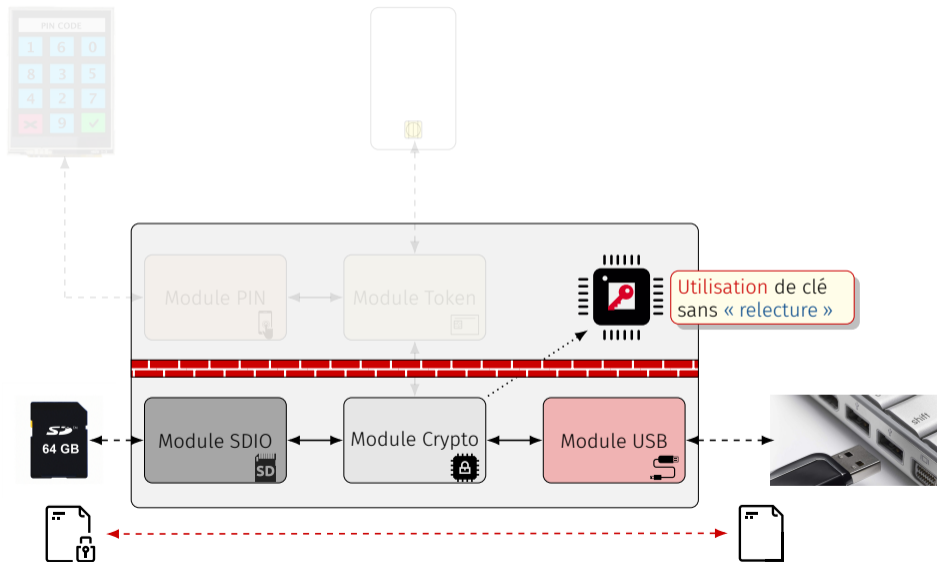 PIN CODE
1 6 0
8 3 5
4 2 7
9
Module PIN
Module Token
Utilisation de clé
sans « relecture »
SD
64 GB
Module SDIO
SD
Module Crypto
Module USB
shift